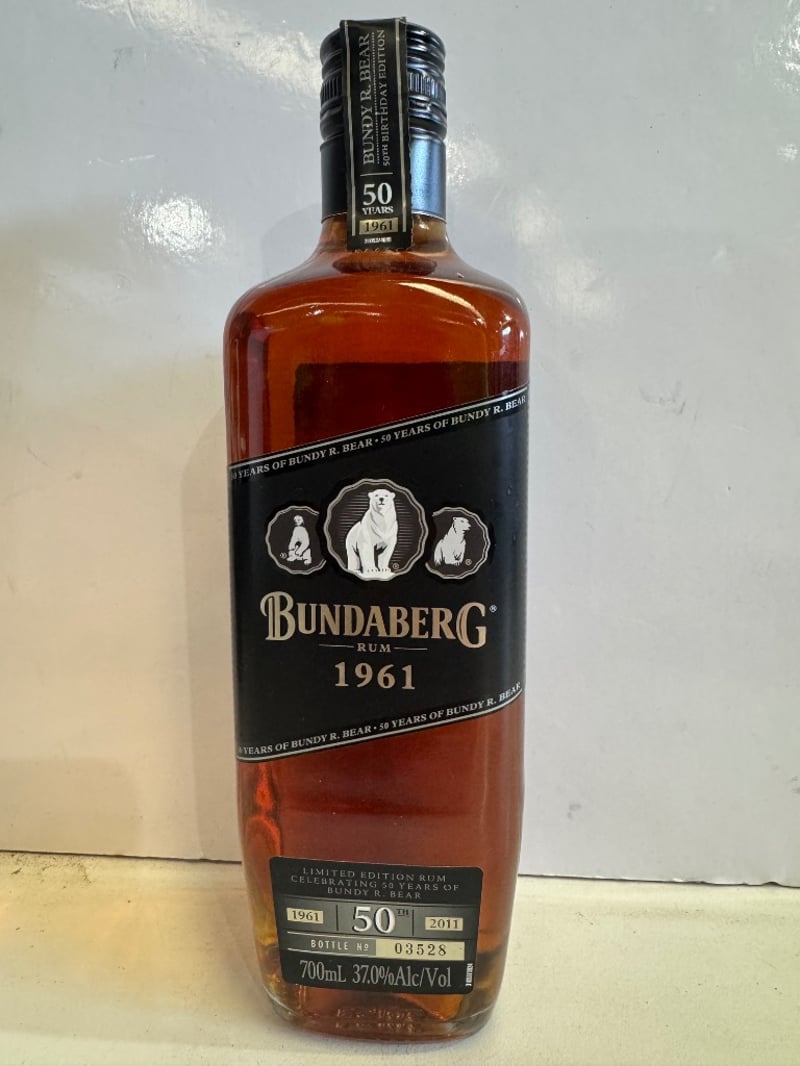 BUNDY R. BEAR
50TH BIRTHDAY EDITION
50
YEARS
1961
YEARS OF BUNDY R. BEAR • 50 YEARS OF BUNDY R. BEAR
BUNDABERG®
RUM
1961
YEARS OF BUNDY R. BEAR • 50 YEARS OF BUNDY R. BEAR
LIMITED EDITION RUM
CELEBRATING 50 YEARS OF
BUNDY R. BEAR
1961 50TH 2011
BOTTLE Nº 03528
700mL 37.0%Alc/Vol